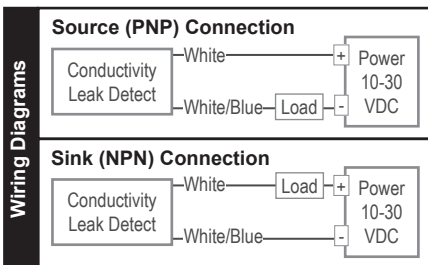 Wiring Diagrams
Source (PNP) Connection
Conductivity
Leak Detect
White
White/Blue
Load
+
-
Power
10-30
VDC
Sink (NPN) Connection
Conductivity
Leak Detect
White
Load
White/Blue
+
-
Power
10-30
VDC